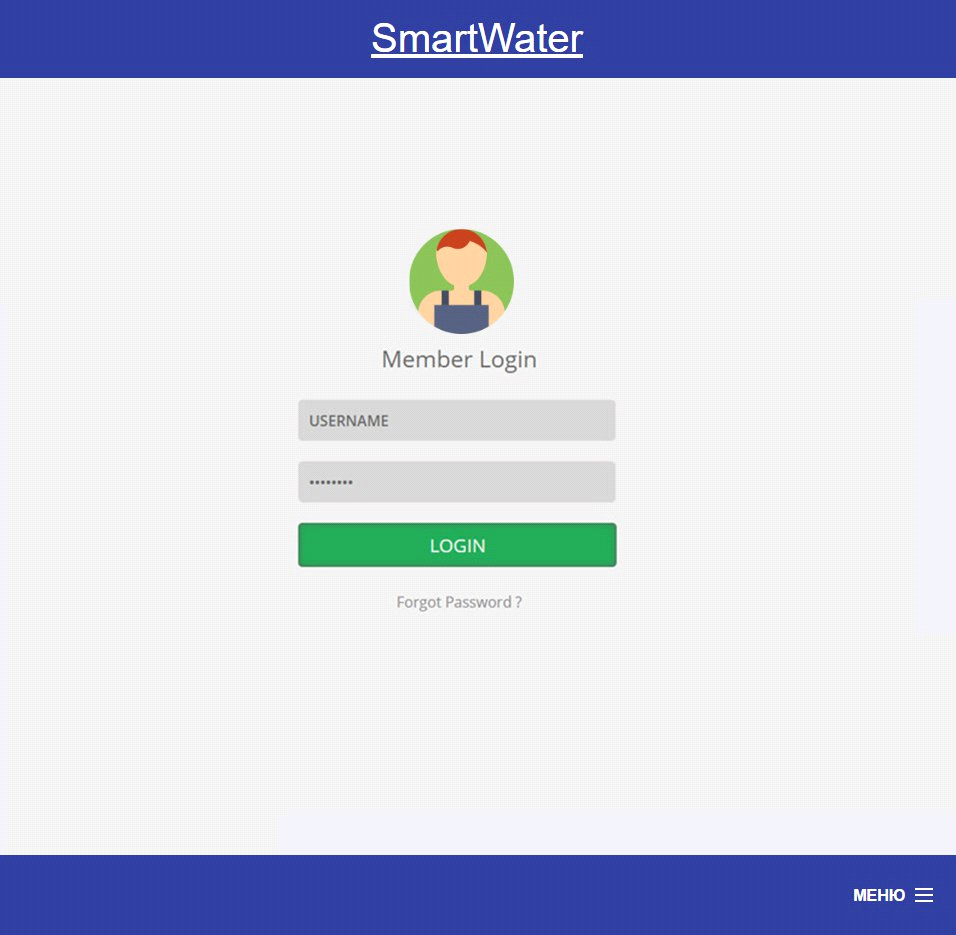 SmartWater
Member Login
USERNAME
••••••••
LOGIN
Forgot Password ?
МЕНЮ